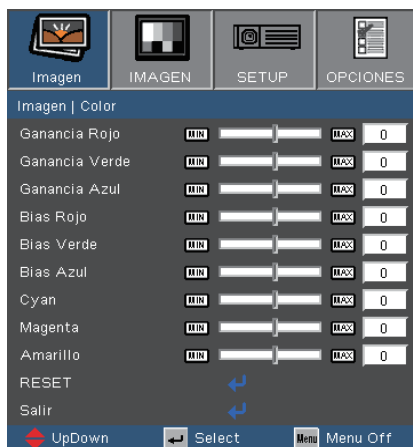 Imagen IMAGEN SETUP OPCIONES
Imagen | Color
Ganancia Rojo MIN MAX 0
Ganancia Verde MIN MAX 0
Ganancia Azul MIN MAX 0
Bias Rojo MIN MAX 0
Bias Verde MIN MAX 0
Bias Azul MIN MAX 0
Cyan MIN MAX 0
Magenta MIN MAX 0
Amarillo MIN MAX 0
RESET
Salir
UpDown Select Menu Menu Off